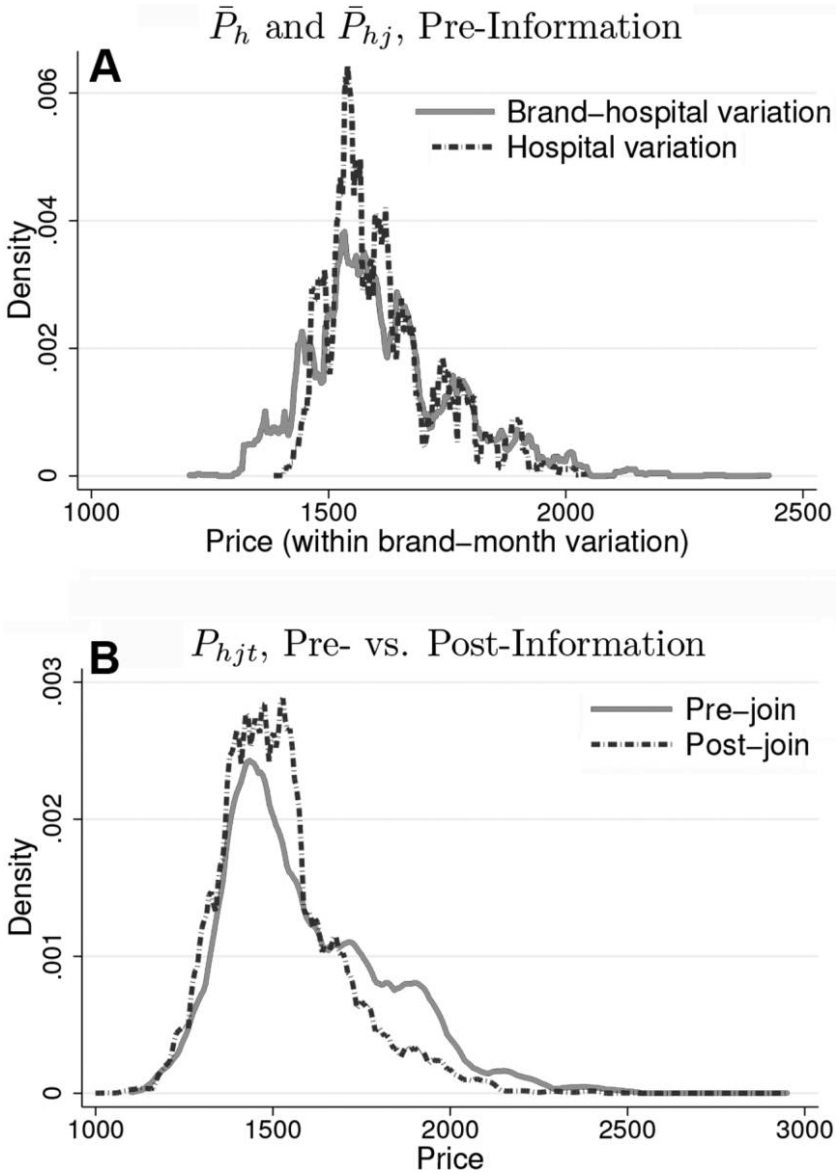 P̄h and P̄hj, Pre-Information
A
.006
.004
.002
0
Density
Brand–hospital variation
Hospital variation
1000 1500 2000 2500
Price (within brand–month variation)
B
Phjt, Pre- vs. Post-Information
.003
.002
.001
0
Density
Pre–join
Post–join
1000 1500 2000 2500 3000
Price